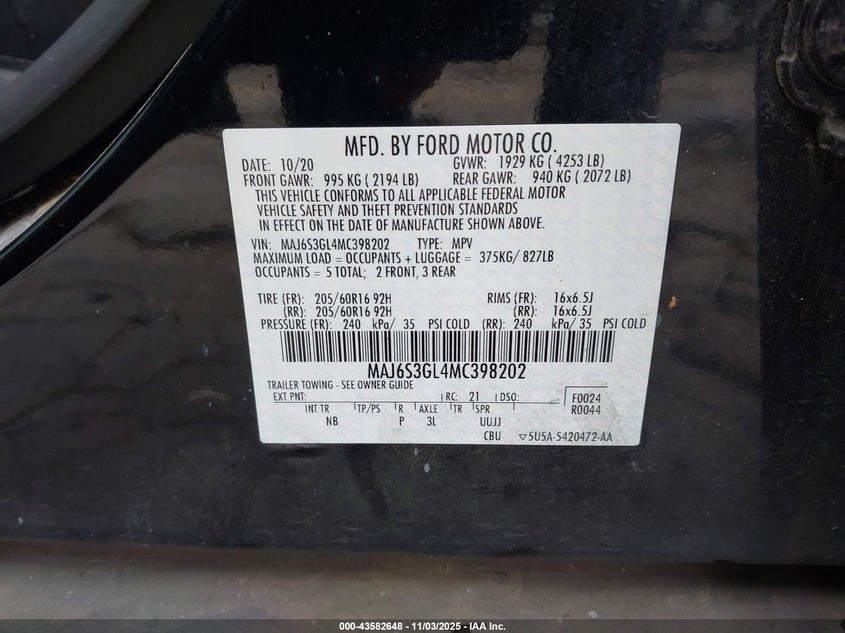 MFD. BY FORD MOTOR CO.
DATE: 10/20 GVWR: 1929 KG ( 4253 LB)
FRONT GAWR: 995 KG ( 2194 LB) REAR GAWR: 940 KG ( 2072 LB)
THIS VEHICLE CONFORMS TO ALL APPLICABLE FEDERAL MOTOR
VEHICLE SAFETY AND THEFT PREVENTION STANDARDS
IN EFFECT ON THE DATE OF MANUFACTURE SHOWN ABOVE.
VIN: MAJ6S3GL4MC398202 TYPE: MPV
MAXIMUM LOAD = OCCUPANTS + LUGGAGE = 375KG/ 827LB
OCCUPANTS = 5 TOTAL; 2 FRONT, 3 REAR
TIRE (FR): 205/60R16 92H RIMS (FR): 16x6.5J
(RR): 205/60R16 92H (RR): 16x6.5J
PRESSURE (FR): 240 kPa/ 35 PSI COLD (RR): 240 kPa/ 35 PSI COLD
MAJ6S3GL4MC398202
TRAILER TOWING - SEE OWNER GUIDE
EXT PNT: RC: 21 DSO: F0024
INT TR TP/PS R AXLE TR SPR R0044
NB P 3L UUJJ
CBU ▽5U5A-5420472-AA
000-43582648 - 11/03/2025 - IAA Inc.